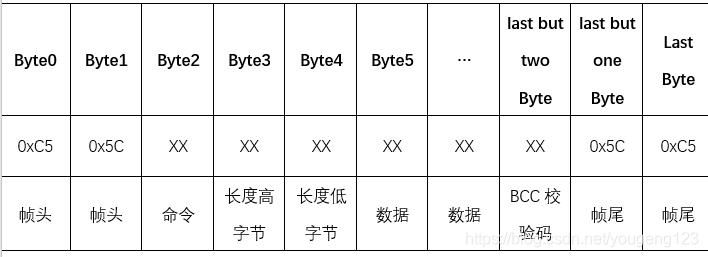 Byte0 Byte1 Byte2 Byte3 Byte4 Byte5 … last but two Byte last but one Byte Last Byte
0xC5 0x5C XX XX XX XX XX XX 0x5C 0xC5
帧头 帧头 命令 长度高字节 长度低字节 数据 数据 BCC 校验码 帧尾 帧尾
https://blog.csdn.net/yougeng123